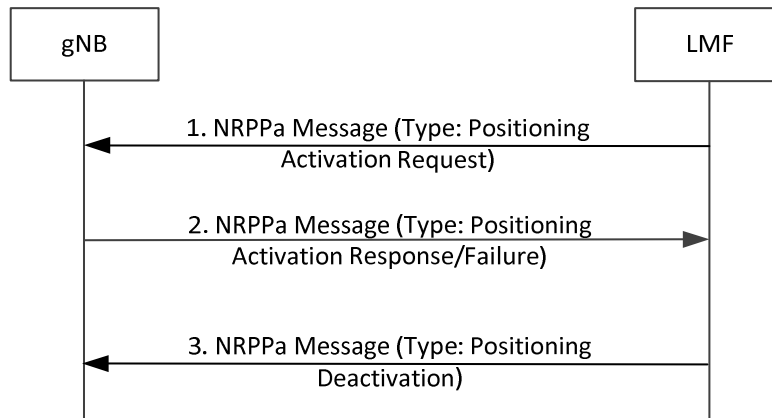 gNB
LMF
1. NRPPa Message (Type: Positioning
Activation Request)
2. NRPPa Message (Type: Positioning
Activation Response/Failure)
3. NRPPa Message (Type: Positioning
Deactivation)